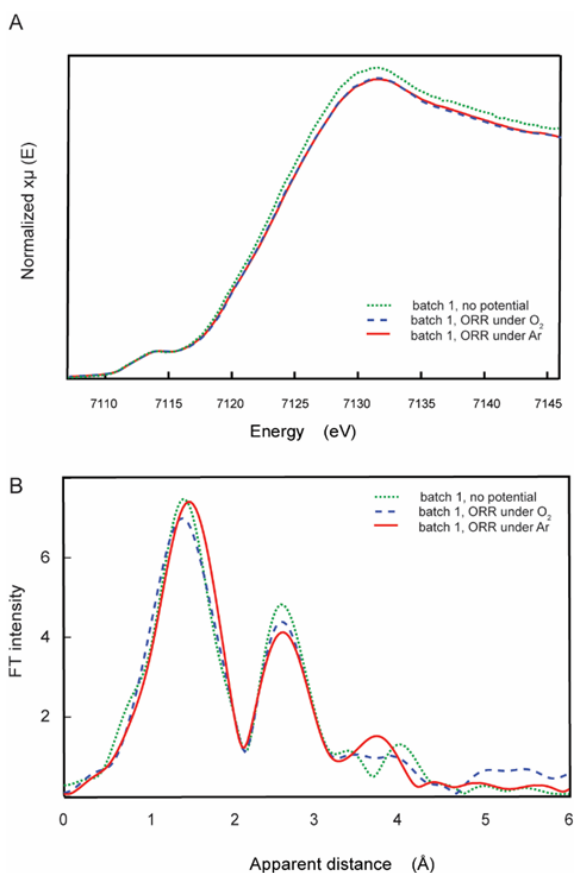 A
Normalized xμ (E)
batch 1, no potential
batch 1, ORR under O₂
batch 1, ORR under Ar
7110 7115 7120 7125 7130 7135 7140 7145
Energy (eV)
B
FT intensity
6
4
2
batch 1, no potential
batch 1, ORR under O₂
batch 1, ORR under Ar
0 1 2 3 4 5 6
Apparent distance (Å)